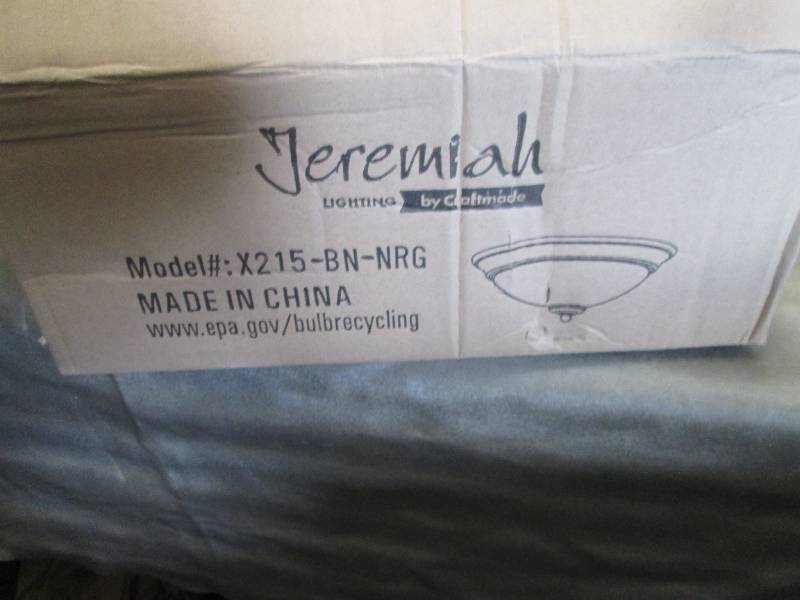 Jeremiah
LIGHTING by Craftmade
Model#: X215-BN-NRG
MADE IN CHINA
www.epa.gov/bulbrecycling